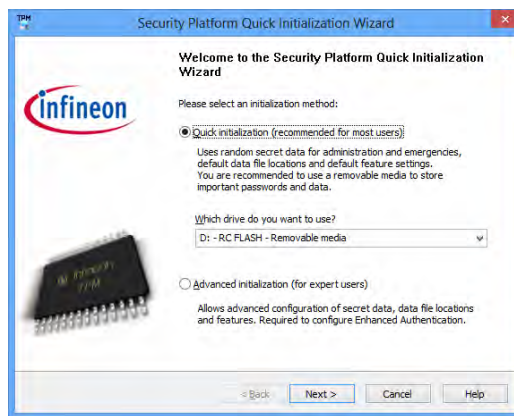 TPM
Security Platform Quick Initialization Wizard
Welcome to the Security Platform Quick Initialization
Wizard
Infineon
Please select an initialization method:
Quick initialization (recommended for most users)
Uses random secret data for administration and emergencies,
default data file locations and default feature settings.
You are recommended to use a removable media to store
important passwords and data.
Which drive do you want to use?
D: - RC FLASH - Removable media
Infineon
TPM
Advanced initialization (for expert users)
Allows advanced configuration of secret data, data file locations
and features. Required to configure Enhanced Authentication.
< Back
Next >
Cancel
Help